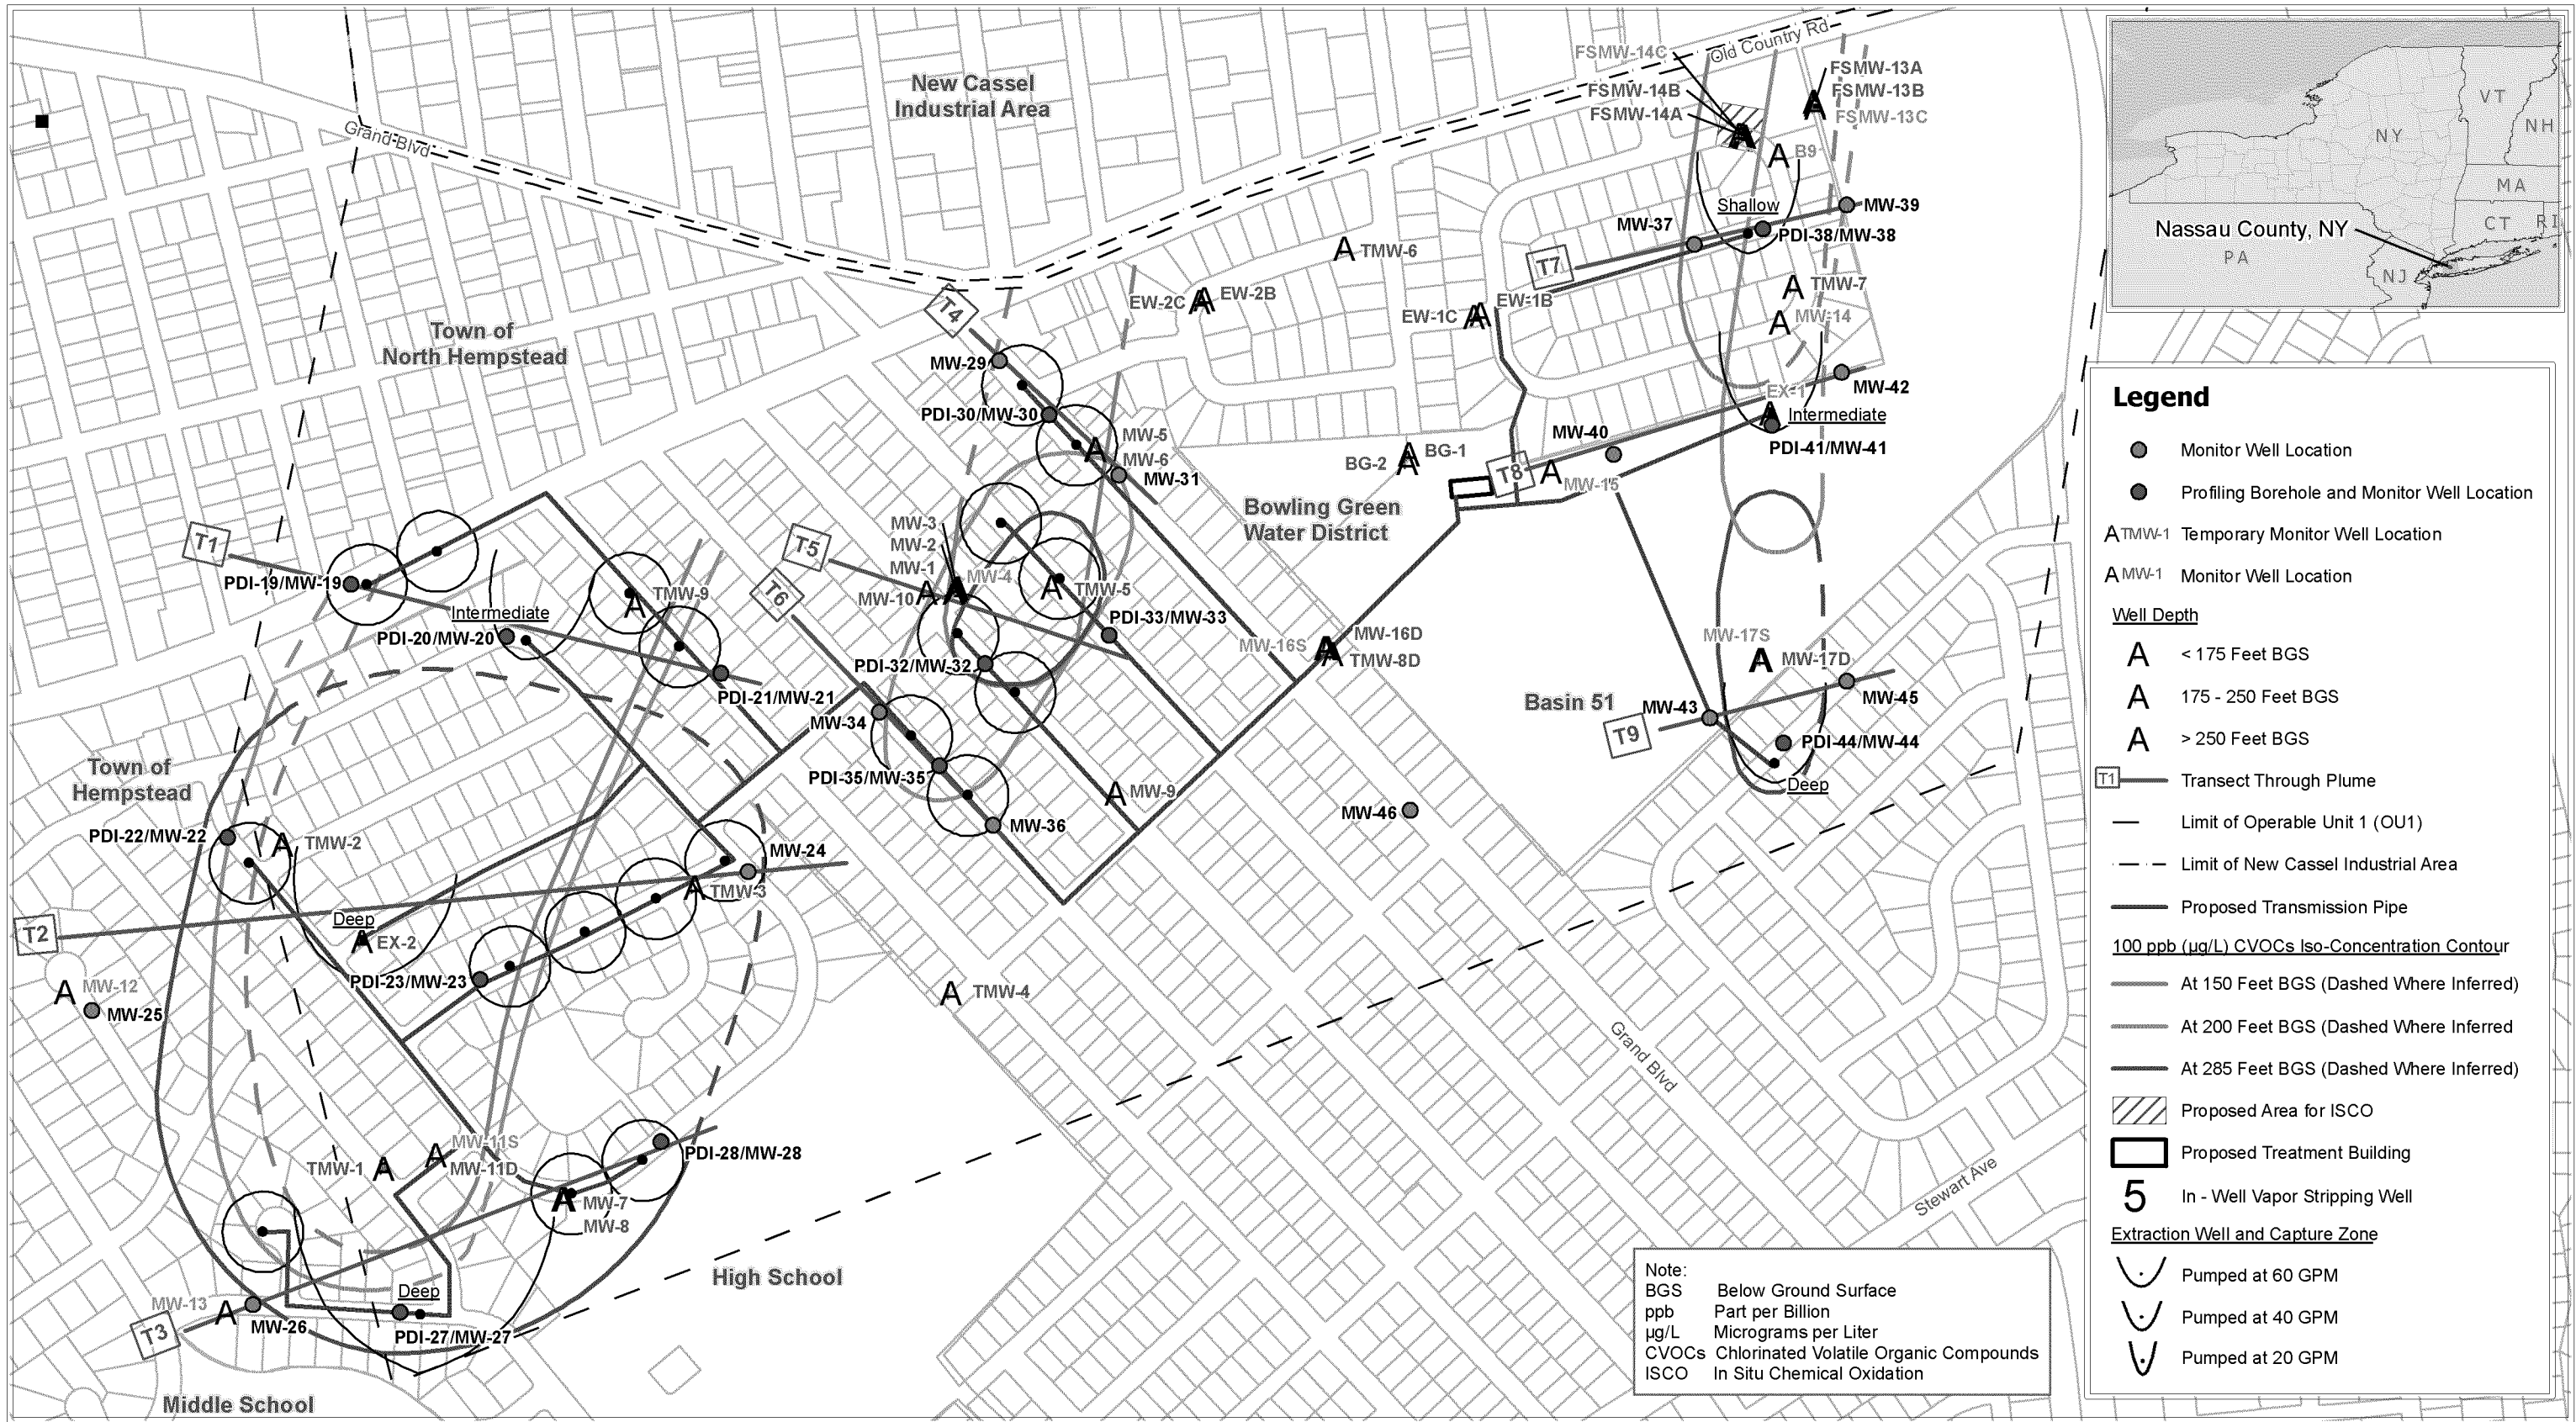 New Cassel
Industrial Area
Grand Blvd
Old Country Rd
FSMW-14C
FSMW-14B
FSMW-14A
FSMW-13A
FSMW-13B
FSMW-13C
B9
Shallow
MW-39
MW-37
PDI-38/MW-38
T7
TMW-6
TMW-7
MW-14
EW-2C
EW-2B
EW-1C
EW-1B
T4
Town of
North Hempstead
MW-29
PDI-30/MW-30
MW-5
MW-6
MW-31
EX-1
MW-42
Intermediate
PDI-41/MW-41
MW-40
BG-1
BG-2
T8
MW-15
Bowling Green
Water District
T1
PDI-19/MW-19
Intermediate
PDI-20/MW-20
TMW-9
PDI-21/MW-21
T5
T6
MW-3
MW-2
MW-1
MW-4
MW-10
TMW-5
PDI-33/MW-33
PDI-32/MW-32
MW-34
PDI-35/MW-35
MW-36
MW-9
MW-16S
MW-16D
TMW-8D
MW-17S
MW-17D
Basin 51
MW-43
MW-45
T9
PDI-44/MW-44
Deep
MW-46
Town of
Hempstead
PDI-22/MW-22
TMW-2
MW-24
TMW-3
T2
Deep
EX-2
PDI-23/MW-23
MW-12
MW-25
TMW-4
Grand Blvd
Stewart Ave
MW-11S
MW-11D
TMW-1
PDI-28/MW-28
MW-7
MW-8
High School
MW-13
MW-26
Deep
PDI-27/MW-27
T3
Middle School
NY
VT
NH
MA
CT
RI
PA
NJ
Nassau County, NY
Legend
Monitor Well Location
Profiling Borehole and Monitor Well Location
A TMW-1 Temporary Monitor Well Location
A MW-1 Monitor Well Location
Well Depth
A < 175 Feet BGS
A 175 - 250 Feet BGS
A > 250 Feet BGS
T1 Transect Through Plume
Limit of Operable Unit 1 (OU1)
Limit of New Cassel Industrial Area
Proposed Transmission Pipe
100 ppb (µg/L) CVOCs Iso-Concentration Contour
At 150 Feet BGS (Dashed Where Inferred)
At 200 Feet BGS (Dashed Where Inferred
At 285 Feet BGS (Dashed Where Inferred)
Proposed Area for ISCO
Proposed Treatment Building
5 In - Well Vapor Stripping Well
Extraction Well and Capture Zone
Pumped at 60 GPM
Pumped at 40 GPM
Pumped at 20 GPM
Note:
BGS Below Ground Surface
ppb Part per Billion
µg/L Micrograms per Liter
CVOCs Chlorinated Volatile Organic Compounds
ISCO In Situ Chemical Oxidation